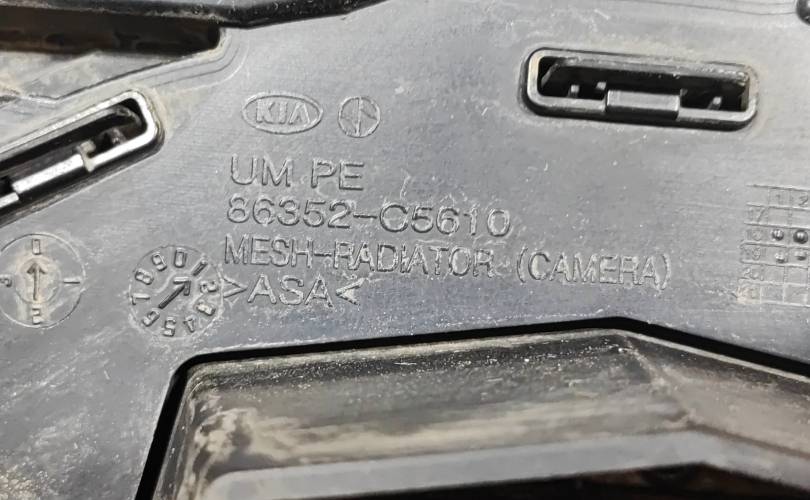 KIA
UM PE
86352-C5610
MESH-RADIATOR (CAMERA)
>ASA<